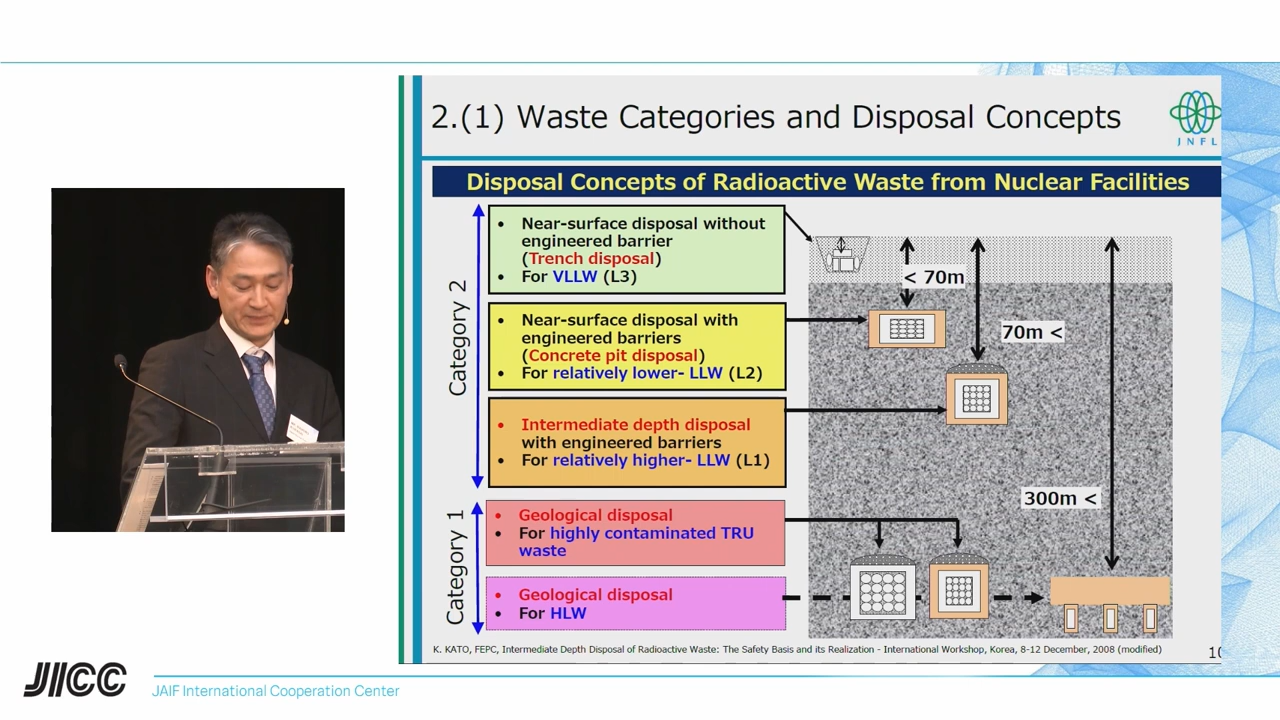 2.(1) Waste Categories and Disposal Concepts
JNFL
Disposal Concepts of Radioactive Waste from Nuclear Facilities
Category 2
• Near-surface disposal without
engineered barrier
(Trench disposal)
• For VLLW (L3)
• Near-surface disposal with
engineered barriers
(Concrete pit disposal)
• For relatively lower- LLW (L2)
• Intermediate depth disposal
with engineered barriers
• For relatively higher- LLW (L1)
Category 1
• Geological disposal
• For highly contaminated TRU
waste
• Geological disposal
• For HLW
< 70m
70m <
300m <
K. KATO, FEPC, Intermediate Depth Disposal of Radioactive Waste: The Safety Basis and its Realization - International Workshop, Korea, 8-12 December, 2008 (modified)
JICC
JAIF International Cooperation Center